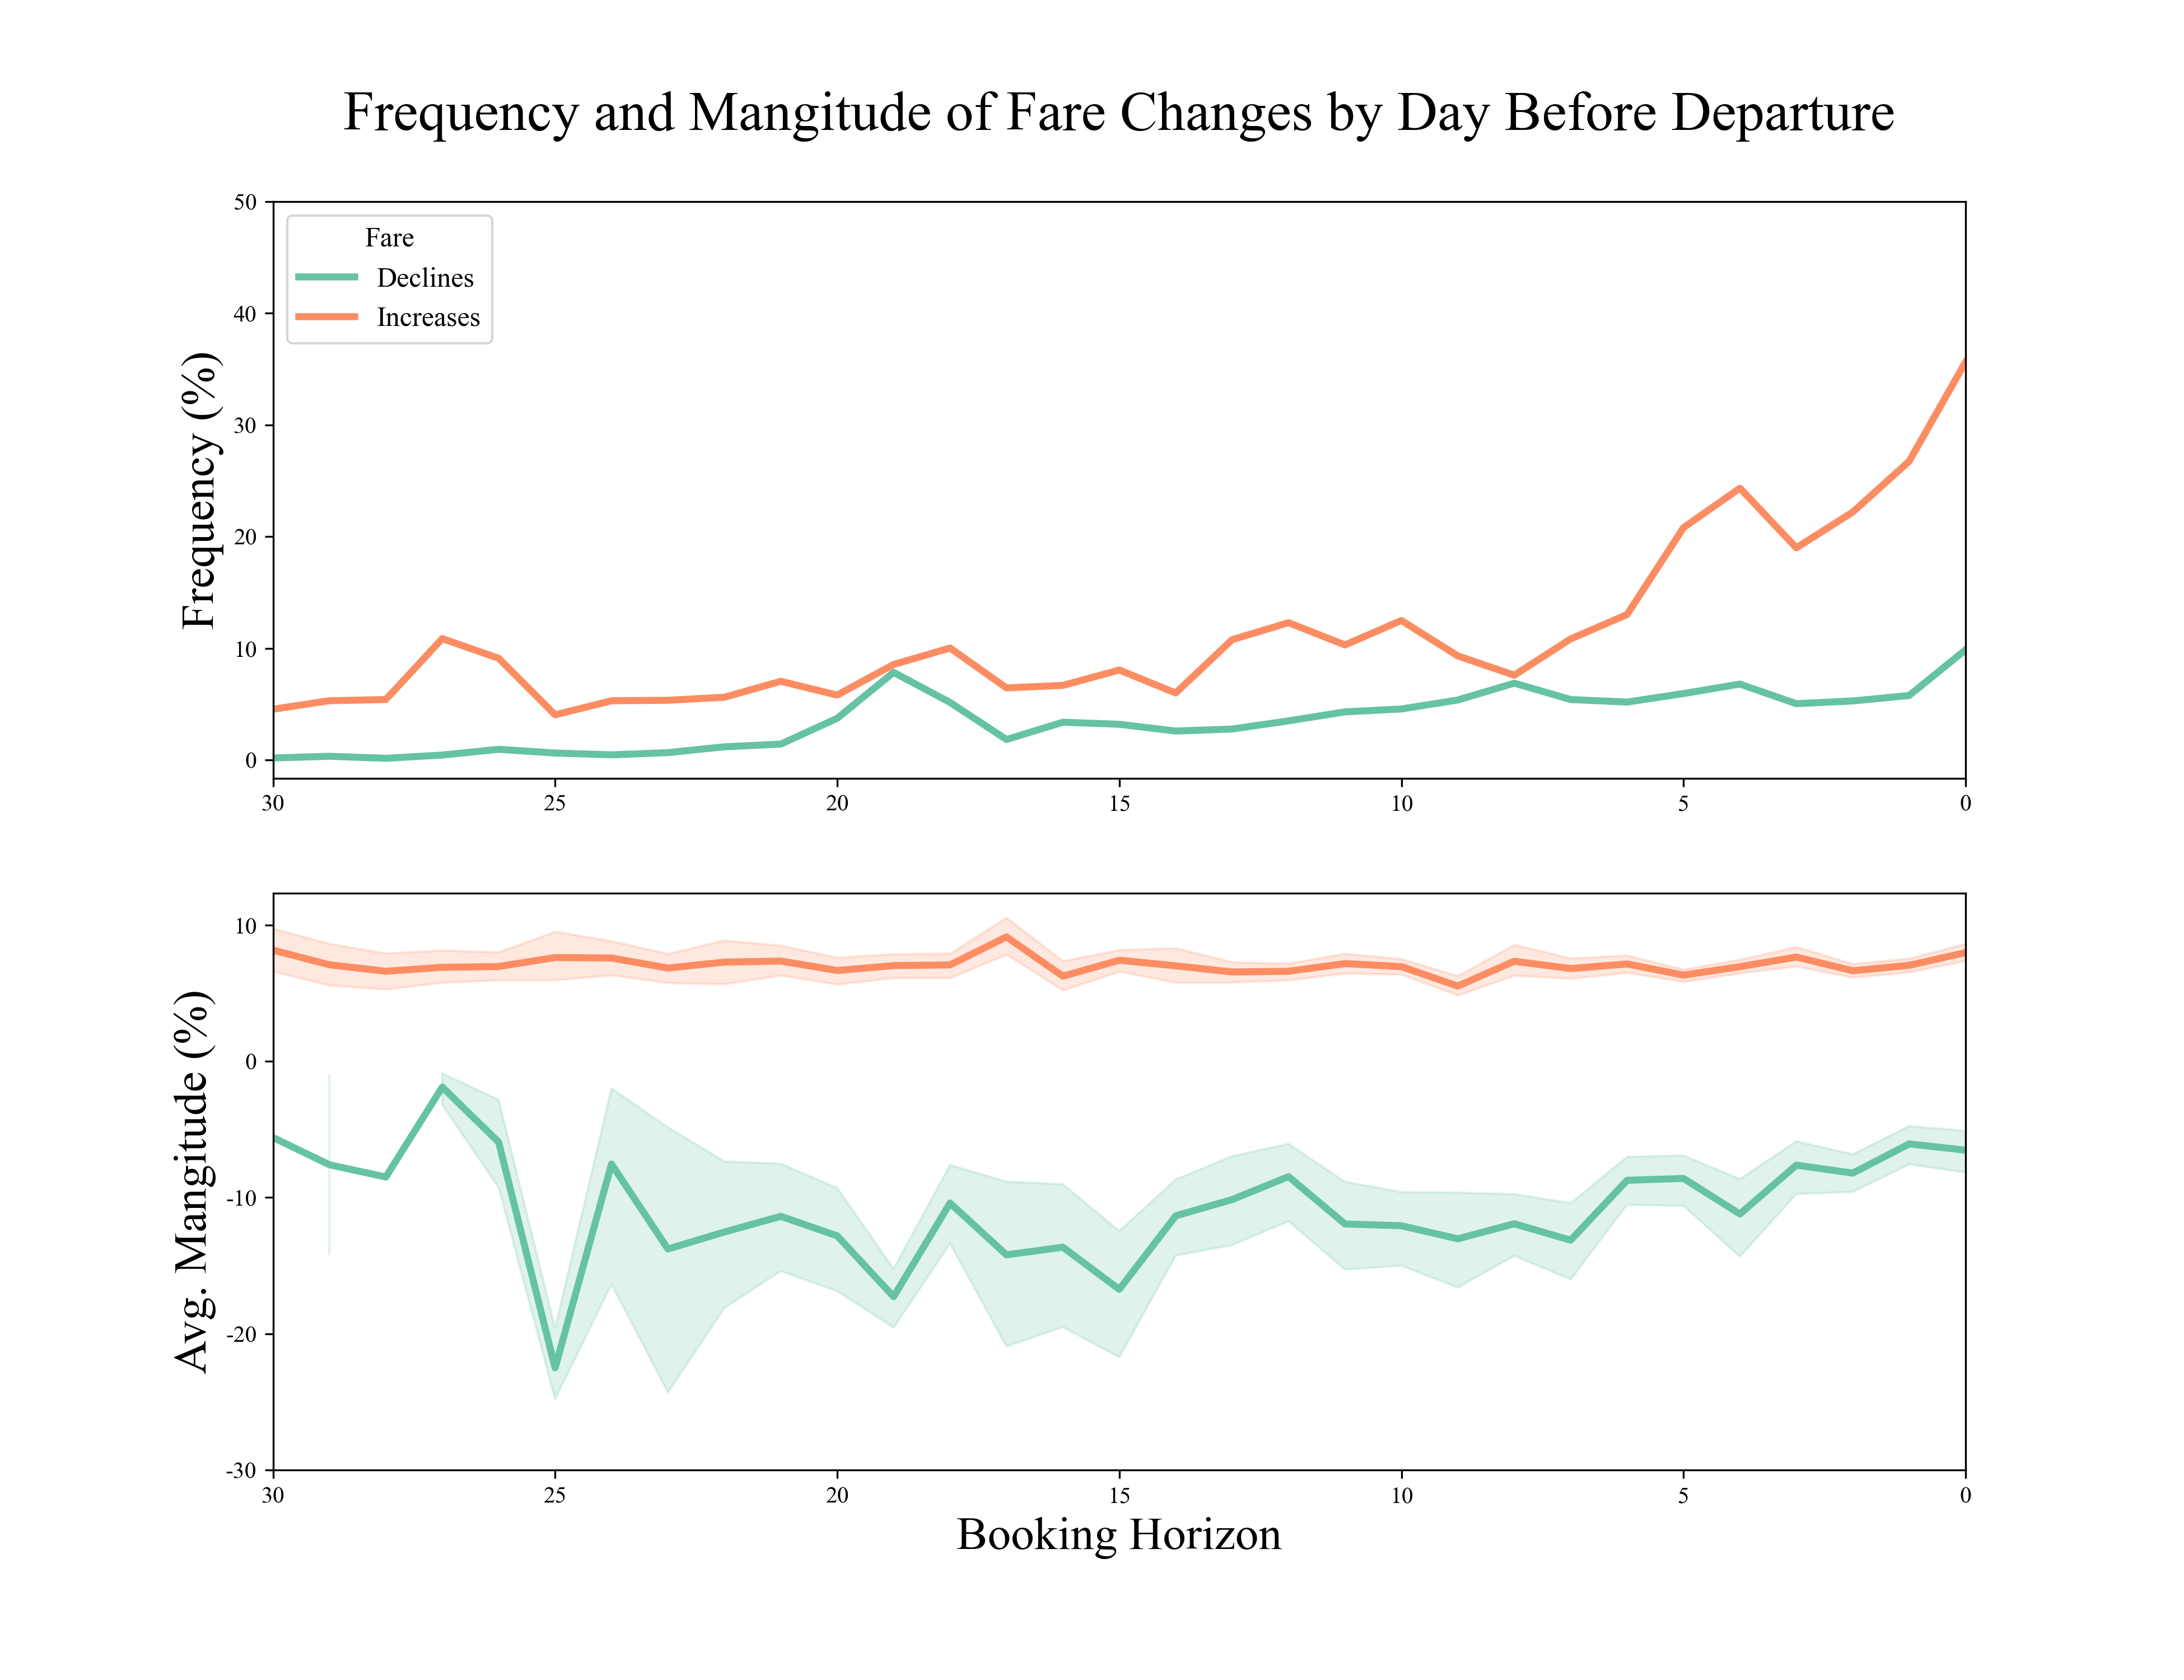 Frequency and Mangitude of Fare Changes by Day Before Departure
Frequency (%)
50
40
30
20
10
0
Fare
Declines
Increases
30 25 20 15 10 5 0
Avg. Mangitude (%)
10
0
-10
-20
-30
30 25 20 15 10 5 0
Booking Horizon